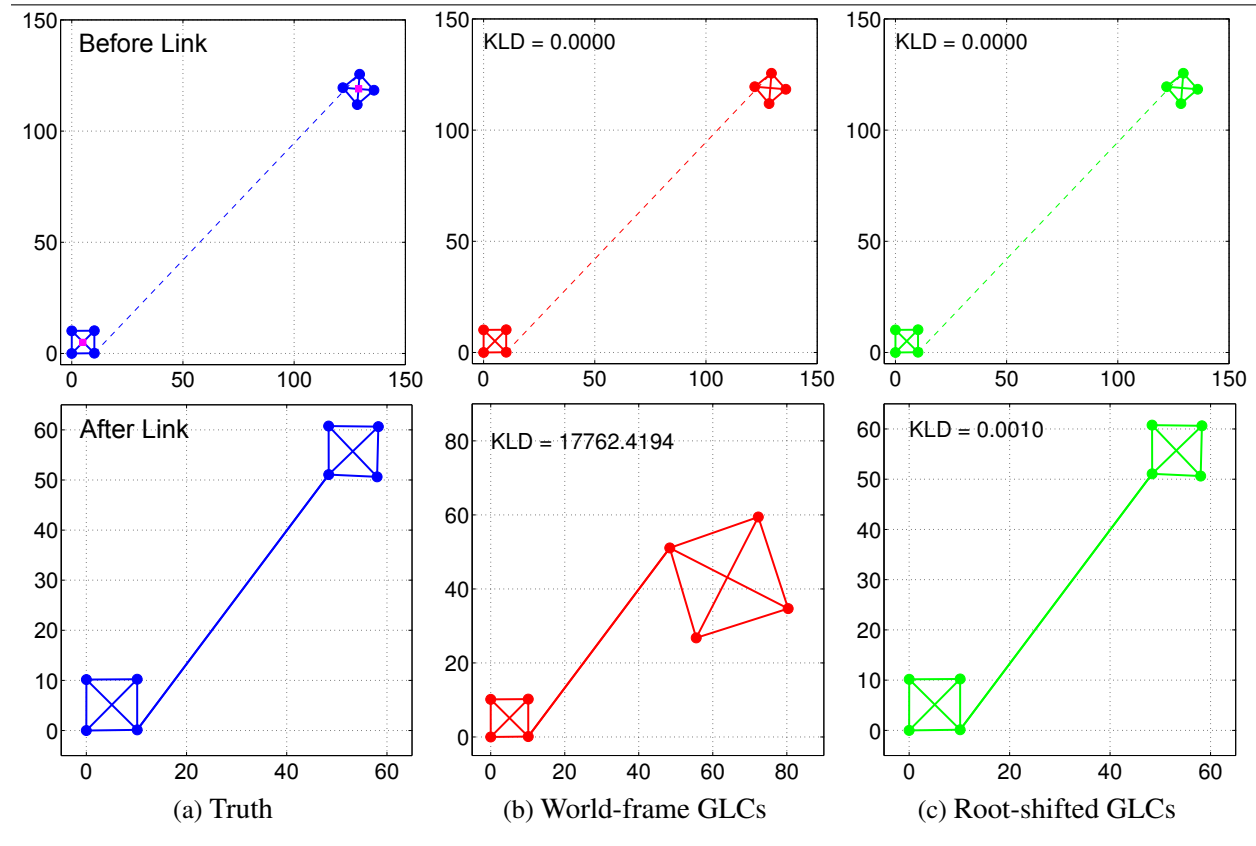 150
100
50
0
Before Link
0 50 100 150
150
100
50
0
KLD = 0.0000
0 50 100 150
150
100
50
0
KLD = 0.0000
0 50 100 150
60
50
40
30
20
10
0
After Link
0 20 40 60
80
60
40
20
0
KLD = 17762.4194
0 20 40 60 80
60
50
40
30
20
10
0
KLD = 0.0010
0 20 40 60
(a) Truth
(b) World-frame GLCs
(c) Root-shifted GLCs